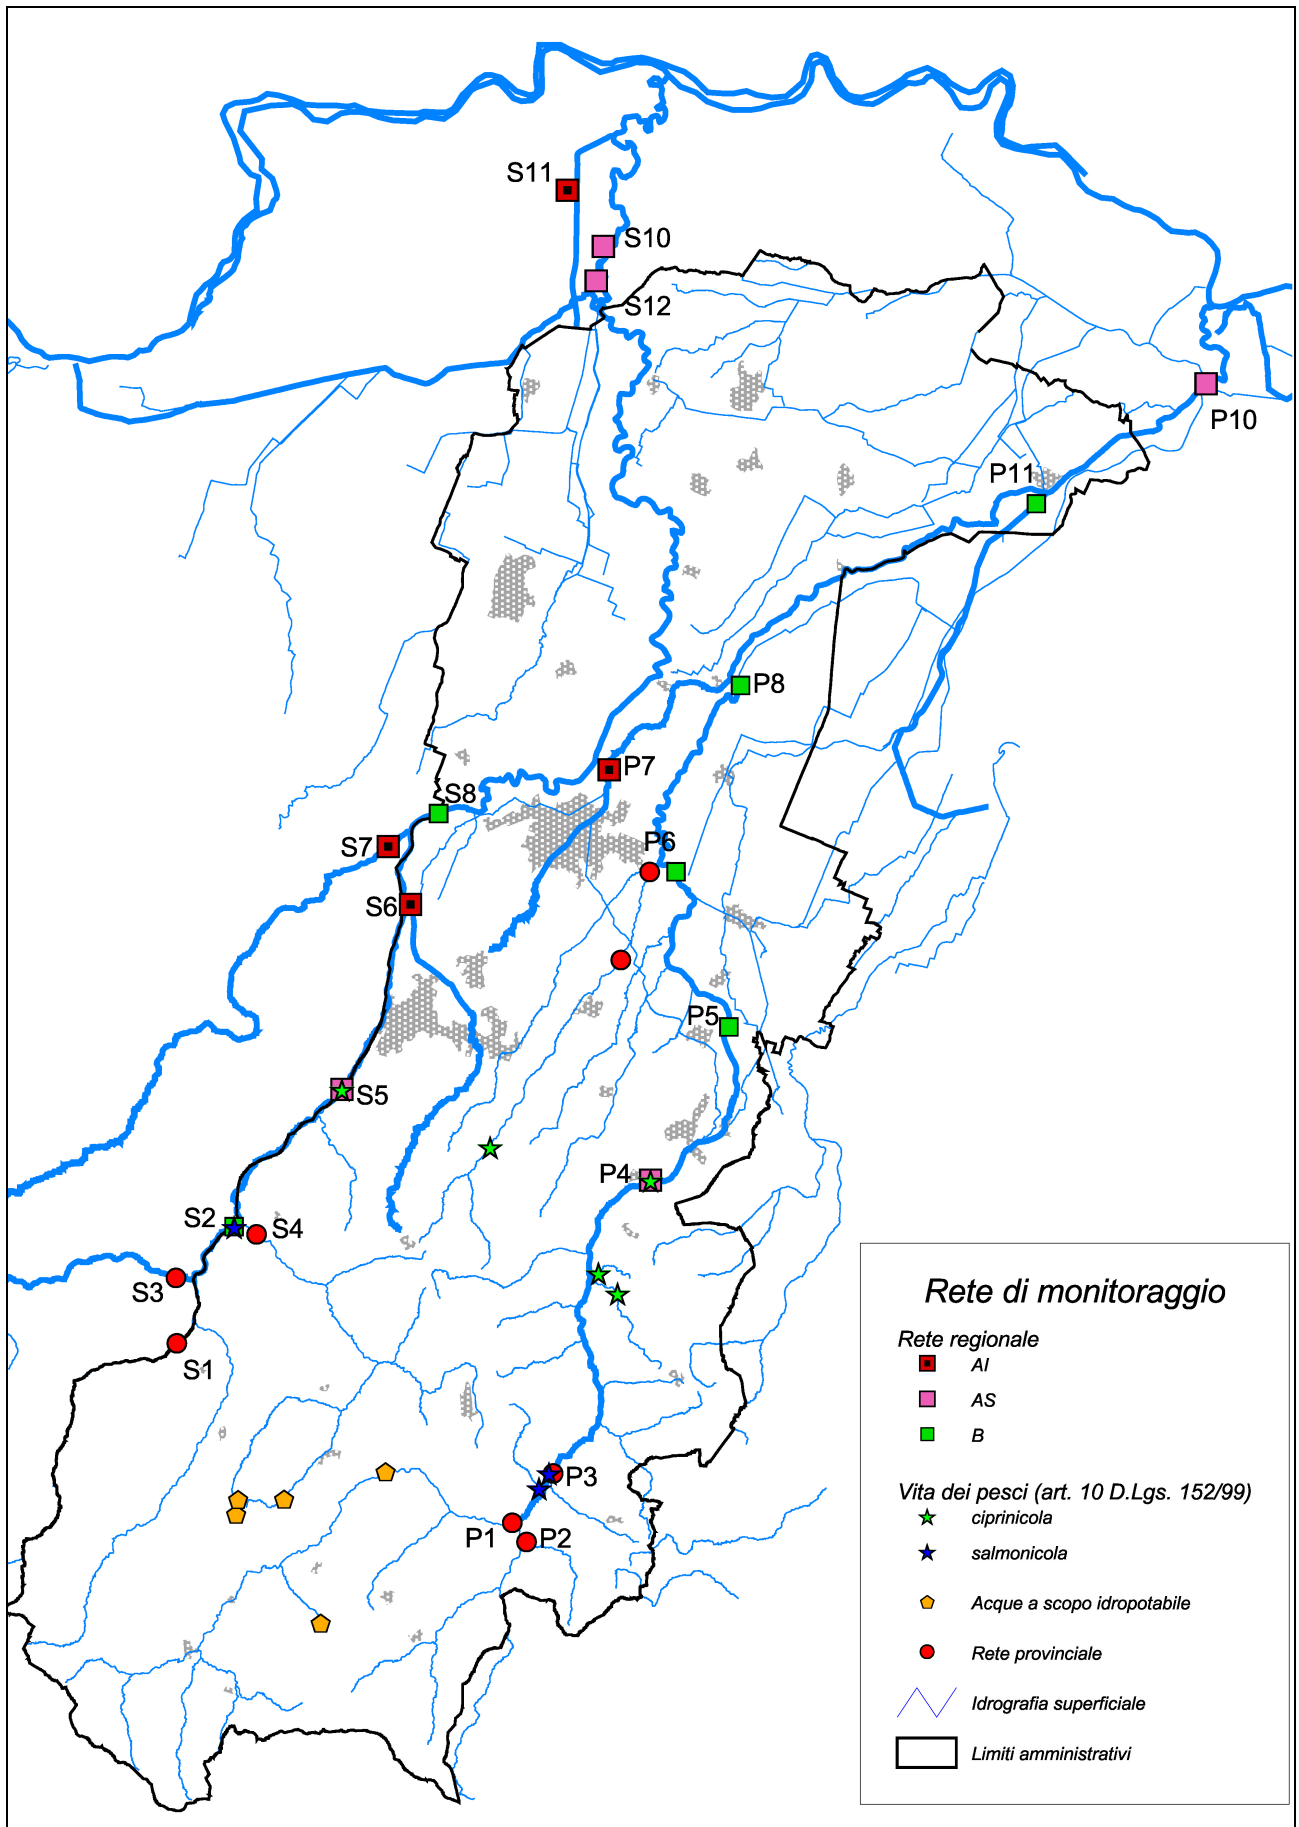 S11
S10
S12
P10
P11
P8
P7
S8
S7
P6
S6
P5
S5
P4
S2
S4
S3
S1
P3
P1
P2
Rete di monitoraggio
Rete regionale
AI
AS
B
Vita dei pesci (art. 10 D.Lgs. 152/99)
ciprinicola
salmonicola
Acque a scopo idropotabile
Rete provinciale
Idrografia superficiale
Limiti amministrativi